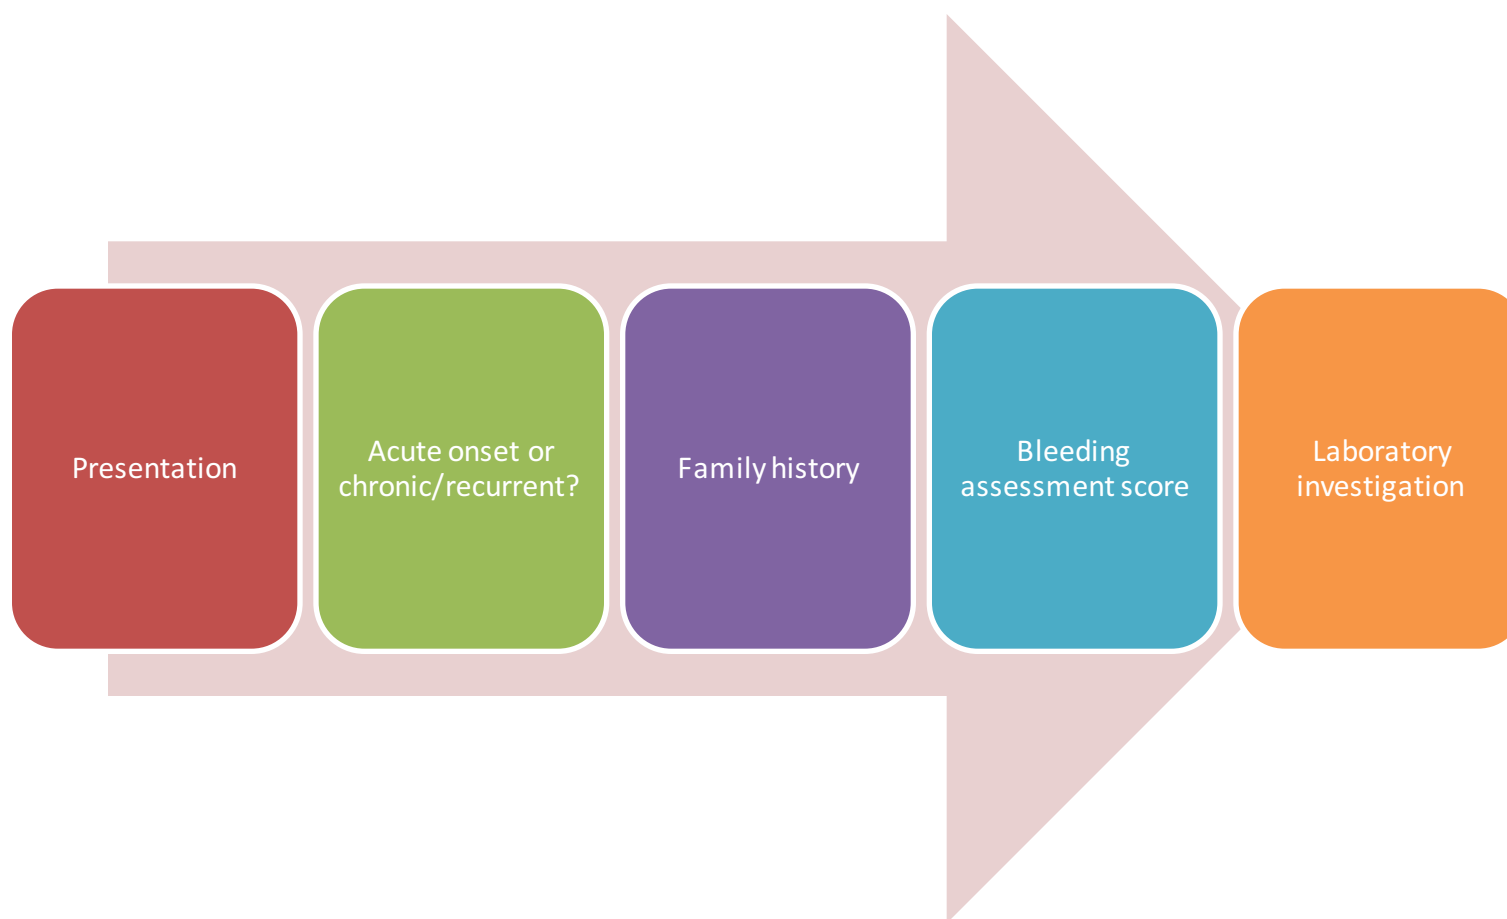 Presentation
Acute onset or
chronic/recurrent?
Family history
Bleeding
assessment score
Laboratory
investigation